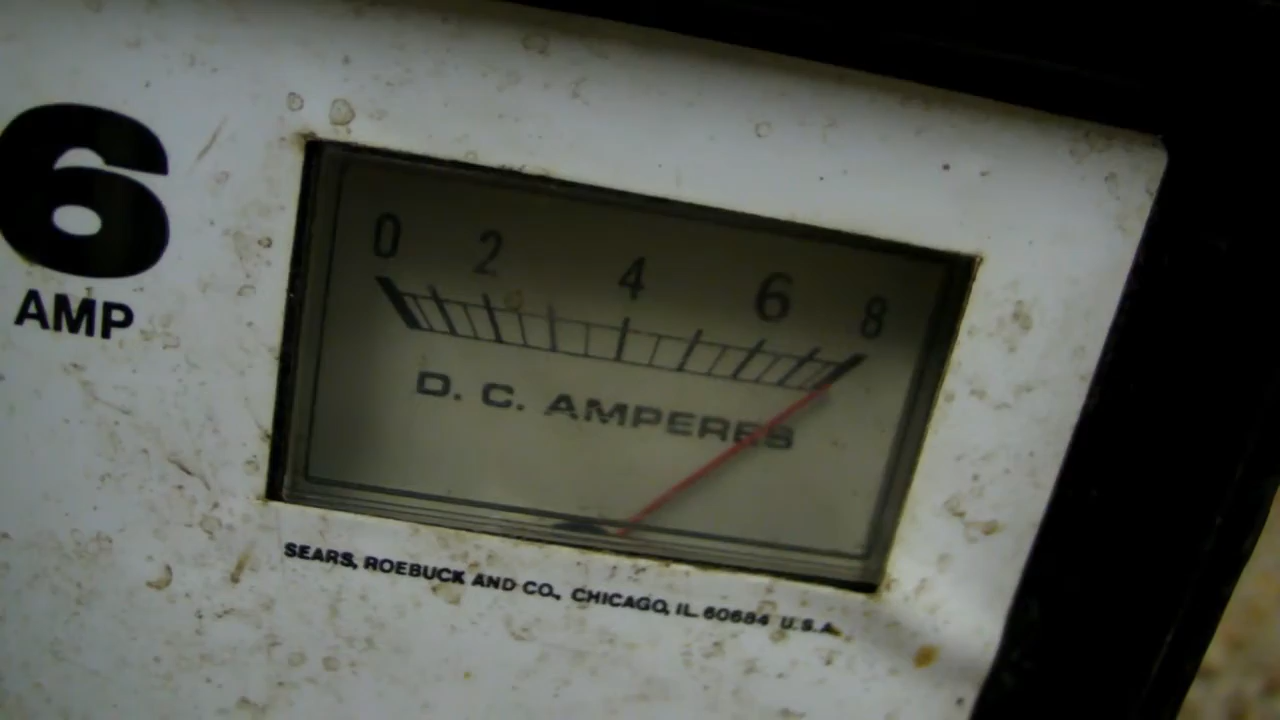 6
AMP
0 2 4 6 8
D. C. AMPERES
SEARS, ROEBUCK AND CO., CHICAGO, IL 60684 U.S.A.